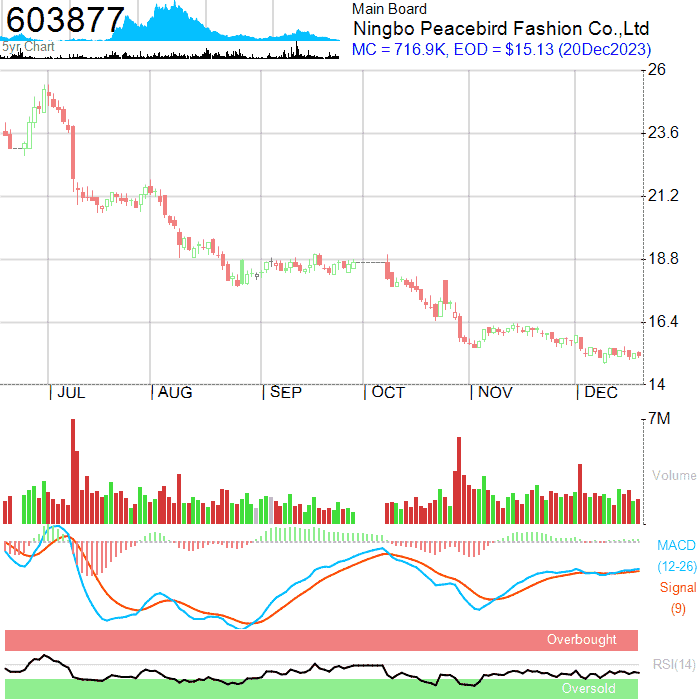 603877
5yr Chart
Main Board
Ningbo Peacebird Fashion Co.,Ltd
MC = 716.9K, EOD = $15.13 (20Dec2023)
26
23.6
21.2
18.8
16.4
14
JUL AUG SEP OCT NOV DEC
7M
Volume
MACD
(12-26)
Signal
(9)
Overbought
RSI(14)
Oversold